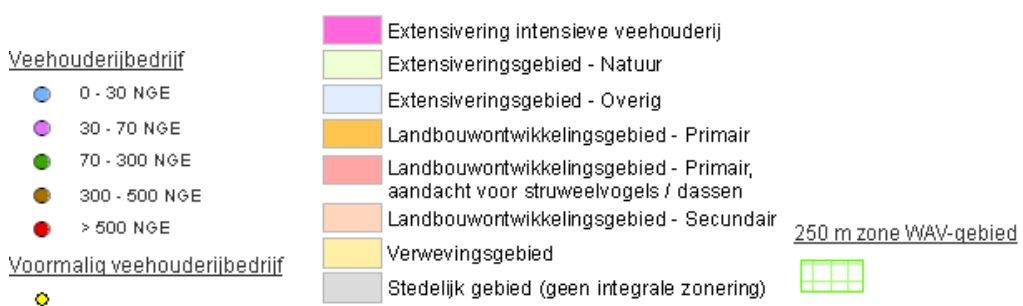 Veehouderijbedrijf
0 - 30 NGE
30 - 70 NGE
70 - 300 NGE
300 - 500 NGE
> 500 NGE
Voormalig veehouderijbedrijf
Extensivering intensieve veehouderij
Extensiveringsgebied - Natuur
Extensiveringsgebied - Overig
Landbouwontwikkelingsgebied - Primair
Landbouwontwikkelingsgebied - Primair,
aandacht voor struweelvogels / dassen
Landbouwontwikkelingsgebied - Secundair
Verwevingsgebied
Stedelijk gebied (geen integrale zonering)
250 m zone WAV-gebied